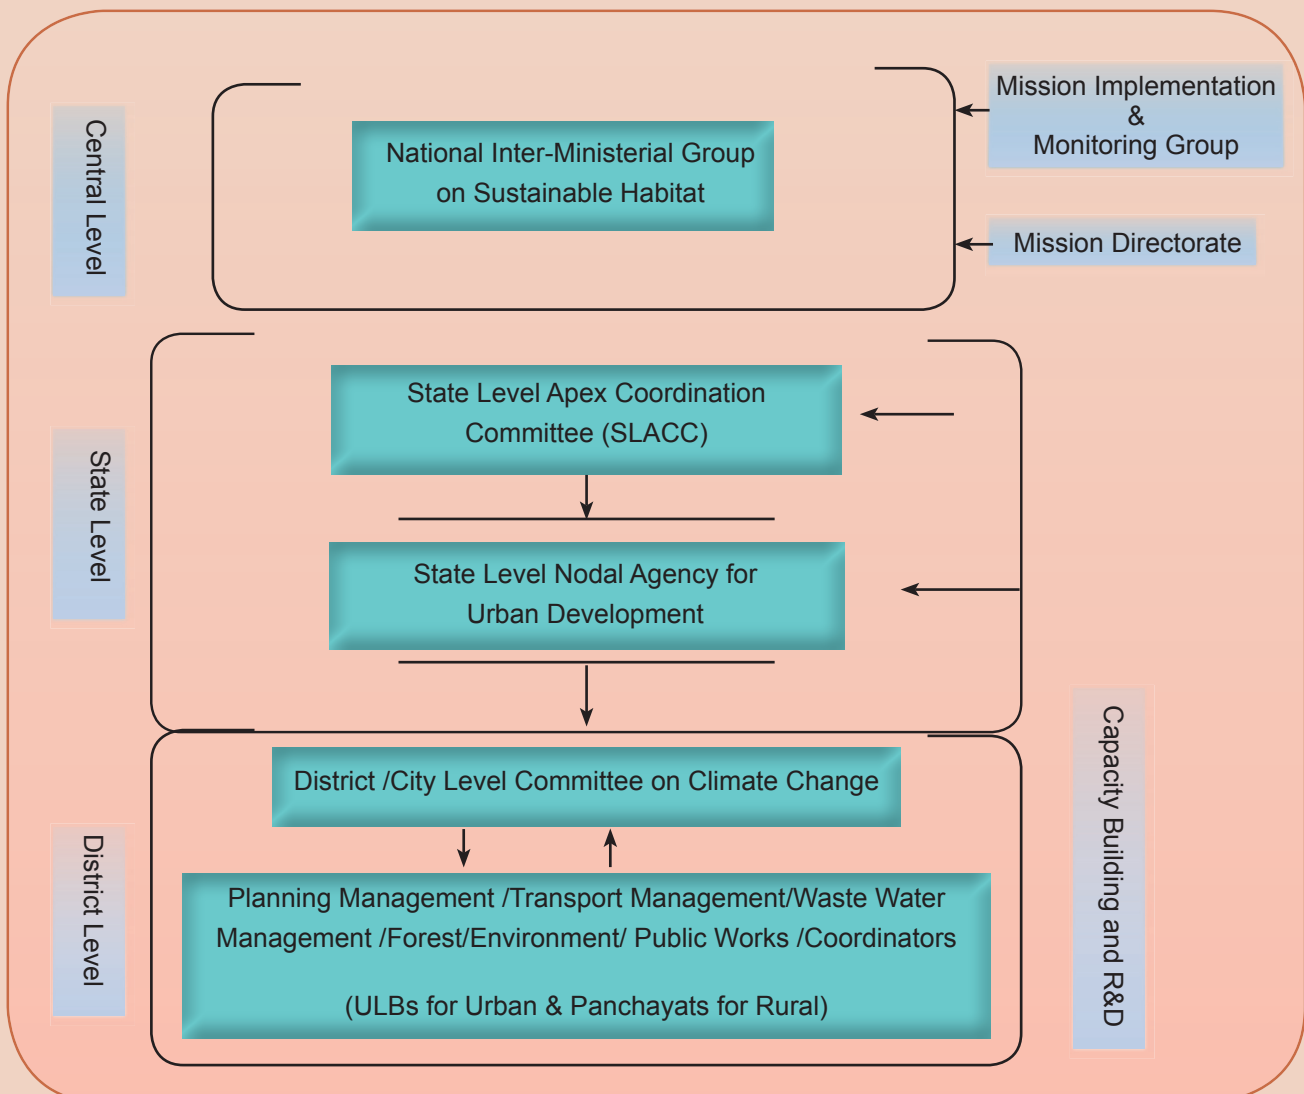 Central Level
National Inter-Ministerial Group
on Sustainable Habitat
Mission Implementation
&
Monitoring Group
Mission Directorate
State Level
State Level Apex Coordination
Committee (SLACC)
State Level Nodal Agency for
Urban Development
District Level
District /City Level Committee on Climate Change
Planning Management /Transport Management/Waste Water
Management /Forest/Environment/ Public Works /Coordinators
(ULBs for Urban & Panchayats for Rural)
Capacity Building and R&D